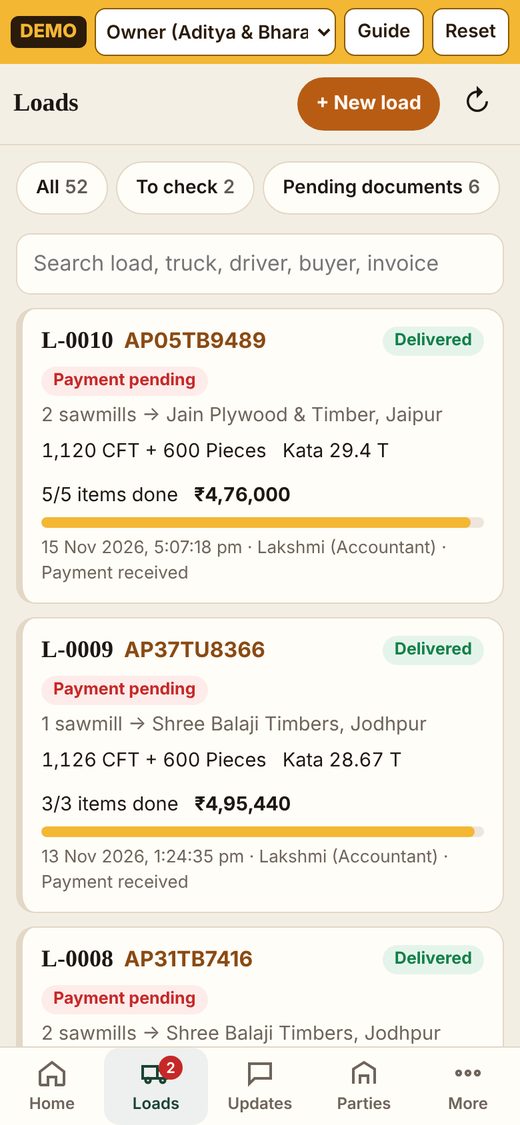 DEMO
Owner (Aditya & Bhara
Guide
Reset
Loads
+ New load
All 52
To check 2
Pending documents 6
Search load, truck, driver, buyer, invoice
L-0010 AP05TB9489 Delivered
Payment pending
2 sawmills → Jain Plywood & Timber, Jaipur
1,120 CFT + 600 Pieces Kata 29.4 T
5/5 items done ₹4,76,000
15 Nov 2026, 5:07:18 pm · Lakshmi (Accountant) ·
Payment received
L-0009 AP37TU8366 Delivered
Payment pending
1 sawmill → Shree Balaji Timbers, Jodhpur
1,126 CFT + 600 Pieces Kata 28.67 T
3/3 items done ₹4,95,440
13 Nov 2026, 1:24:35 pm · Lakshmi (Accountant) ·
Payment received
L-0008 AP31TB7416 Delivered
Payment pending
2 sawmills → Shree Balaji Timbers, Jodhpur
2
Home
Loads
Updates
Parties
More